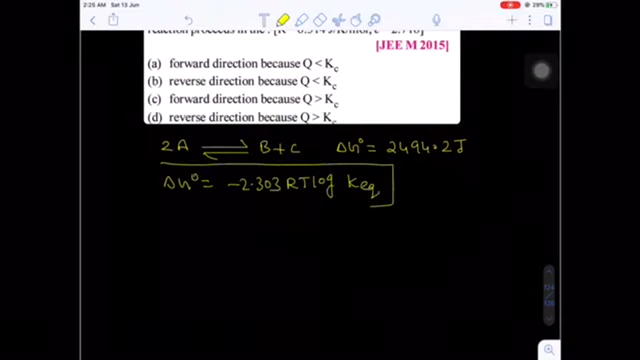 2:25 AM Sat 13 Jun
29%
reaction proceeds in the : [R = 8.314 J/K/mol, e = 2.718]
[JEE M 2015]
(a) forward direction because Q < Kc
(b) reverse direction because Q < Kc
(c) forward direction because Q > Kc
(d) reverse direction because Q > Kc
2A ⇌ B + C ΔG° = 2494.2 J
ΔG° = -2.303 RT log Keq
124
126